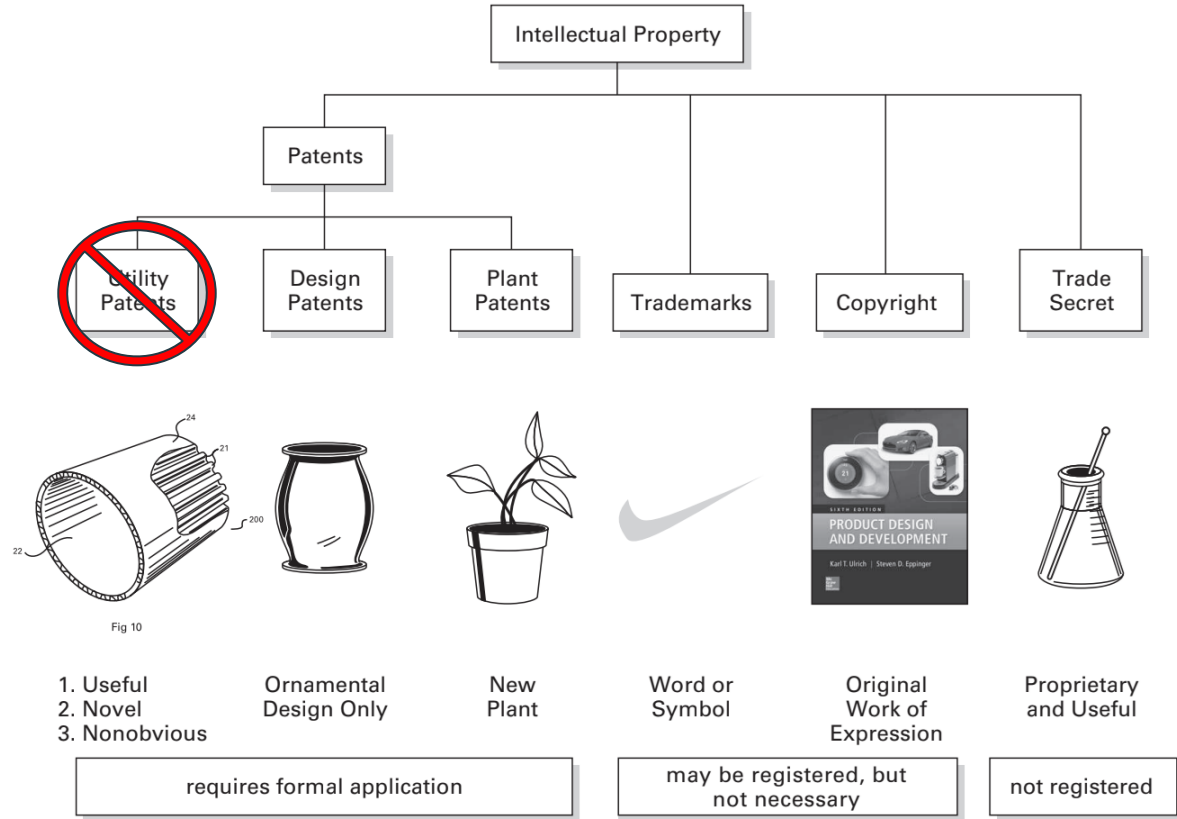 Intellectual Property
Patents
Utility
Patents
Design
Patents
Plant
Patents
Trademarks
Copyright
Trade
Secret
24
21
200
22
Fig 10
21
SIXTH EDITION
PRODUCT DESIGN
AND DEVELOPMENT
Karl T. Ulrich | Steven D. Eppinger
1. Useful
2. Novel
3. Nonobvious
Ornamental
Design Only
New
Plant
Word or
Symbol
Original
Work of
Expression
Proprietary
and Useful
requires formal application
may be registered, but
not necessary
not registered